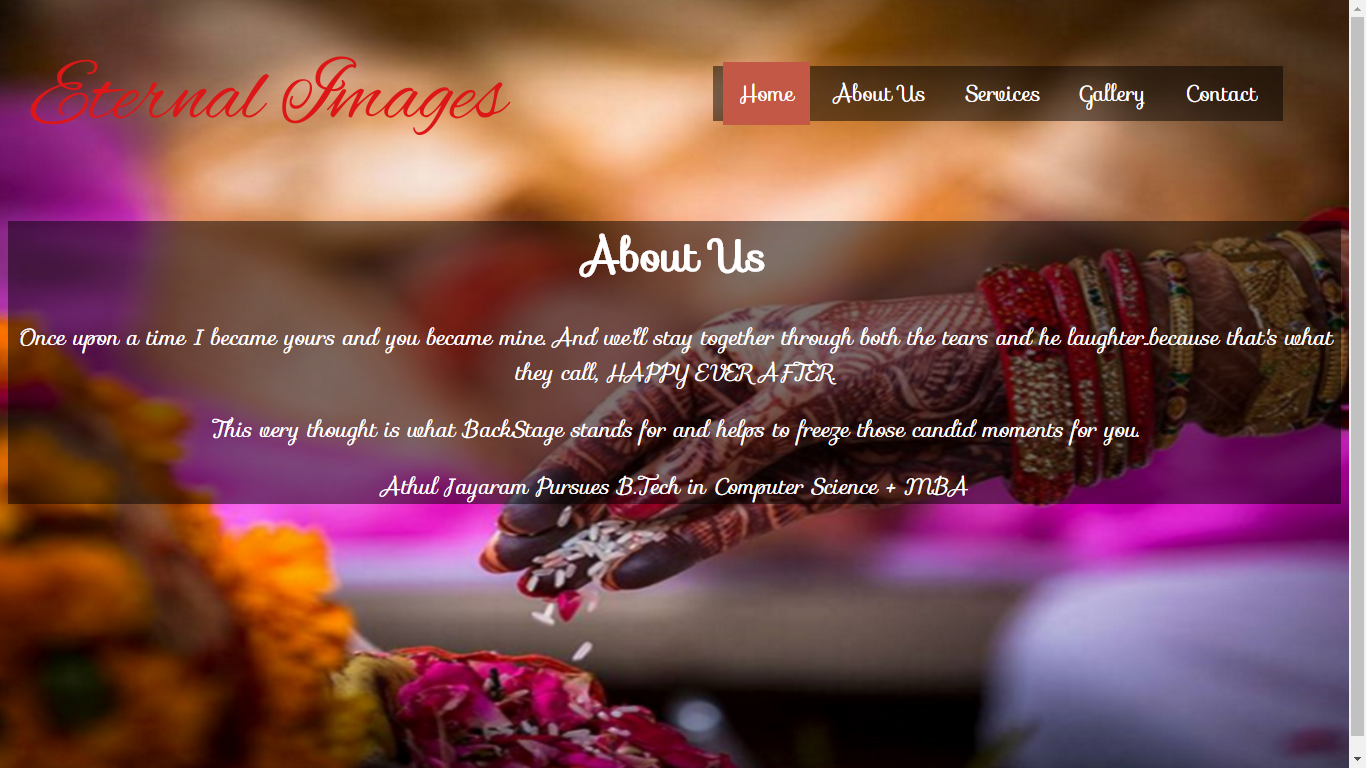 Eternal Images
Home About Us Services Gallery Contact
About Us
Once upon a time I became yours and you became mine. And we'll stay together through both the tears and he laughter..because that's what
they call, HAPPY EVER AFTER.
This very thought is what BackStage stands for and helps to freeze those candid moments for you.
Athul Jayaram Pursues B.Tech in Computer Science + MBA